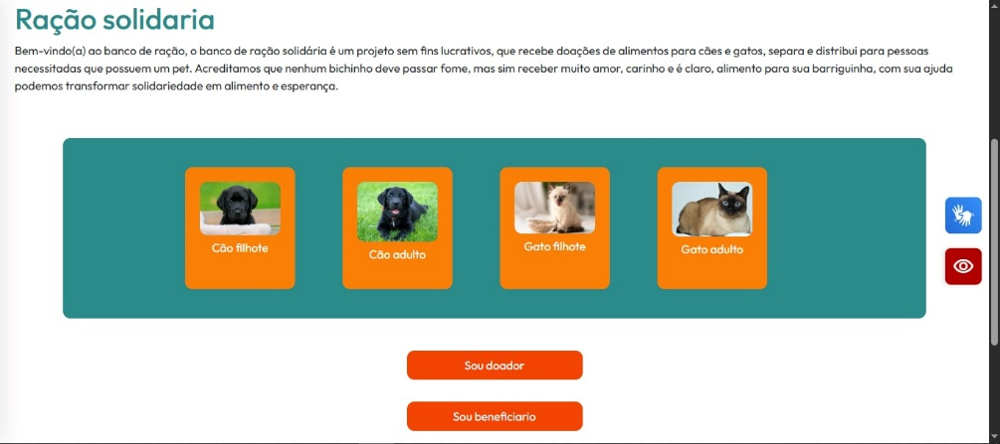 Ração solidaria
Bem-vindo(a) ao banco de ração, o banco de ração solidária é um projeto sem fins lucrativos, que recebe doações de alimentos para cães e gatos, separa e distribui para pessoas
necessitadas que possuem um pet. Acreditamos que nenhum bichinho deve passar fome, mas sim receber muito amor, carinho e é claro, alimento para sua barriguinha, com sua ajuda
podemos transformar solidariedade em alimento e esperança.
Cão filhote
Cão adulto
Gato filhote
Gato adulto
Sou doador
Sou beneficiario